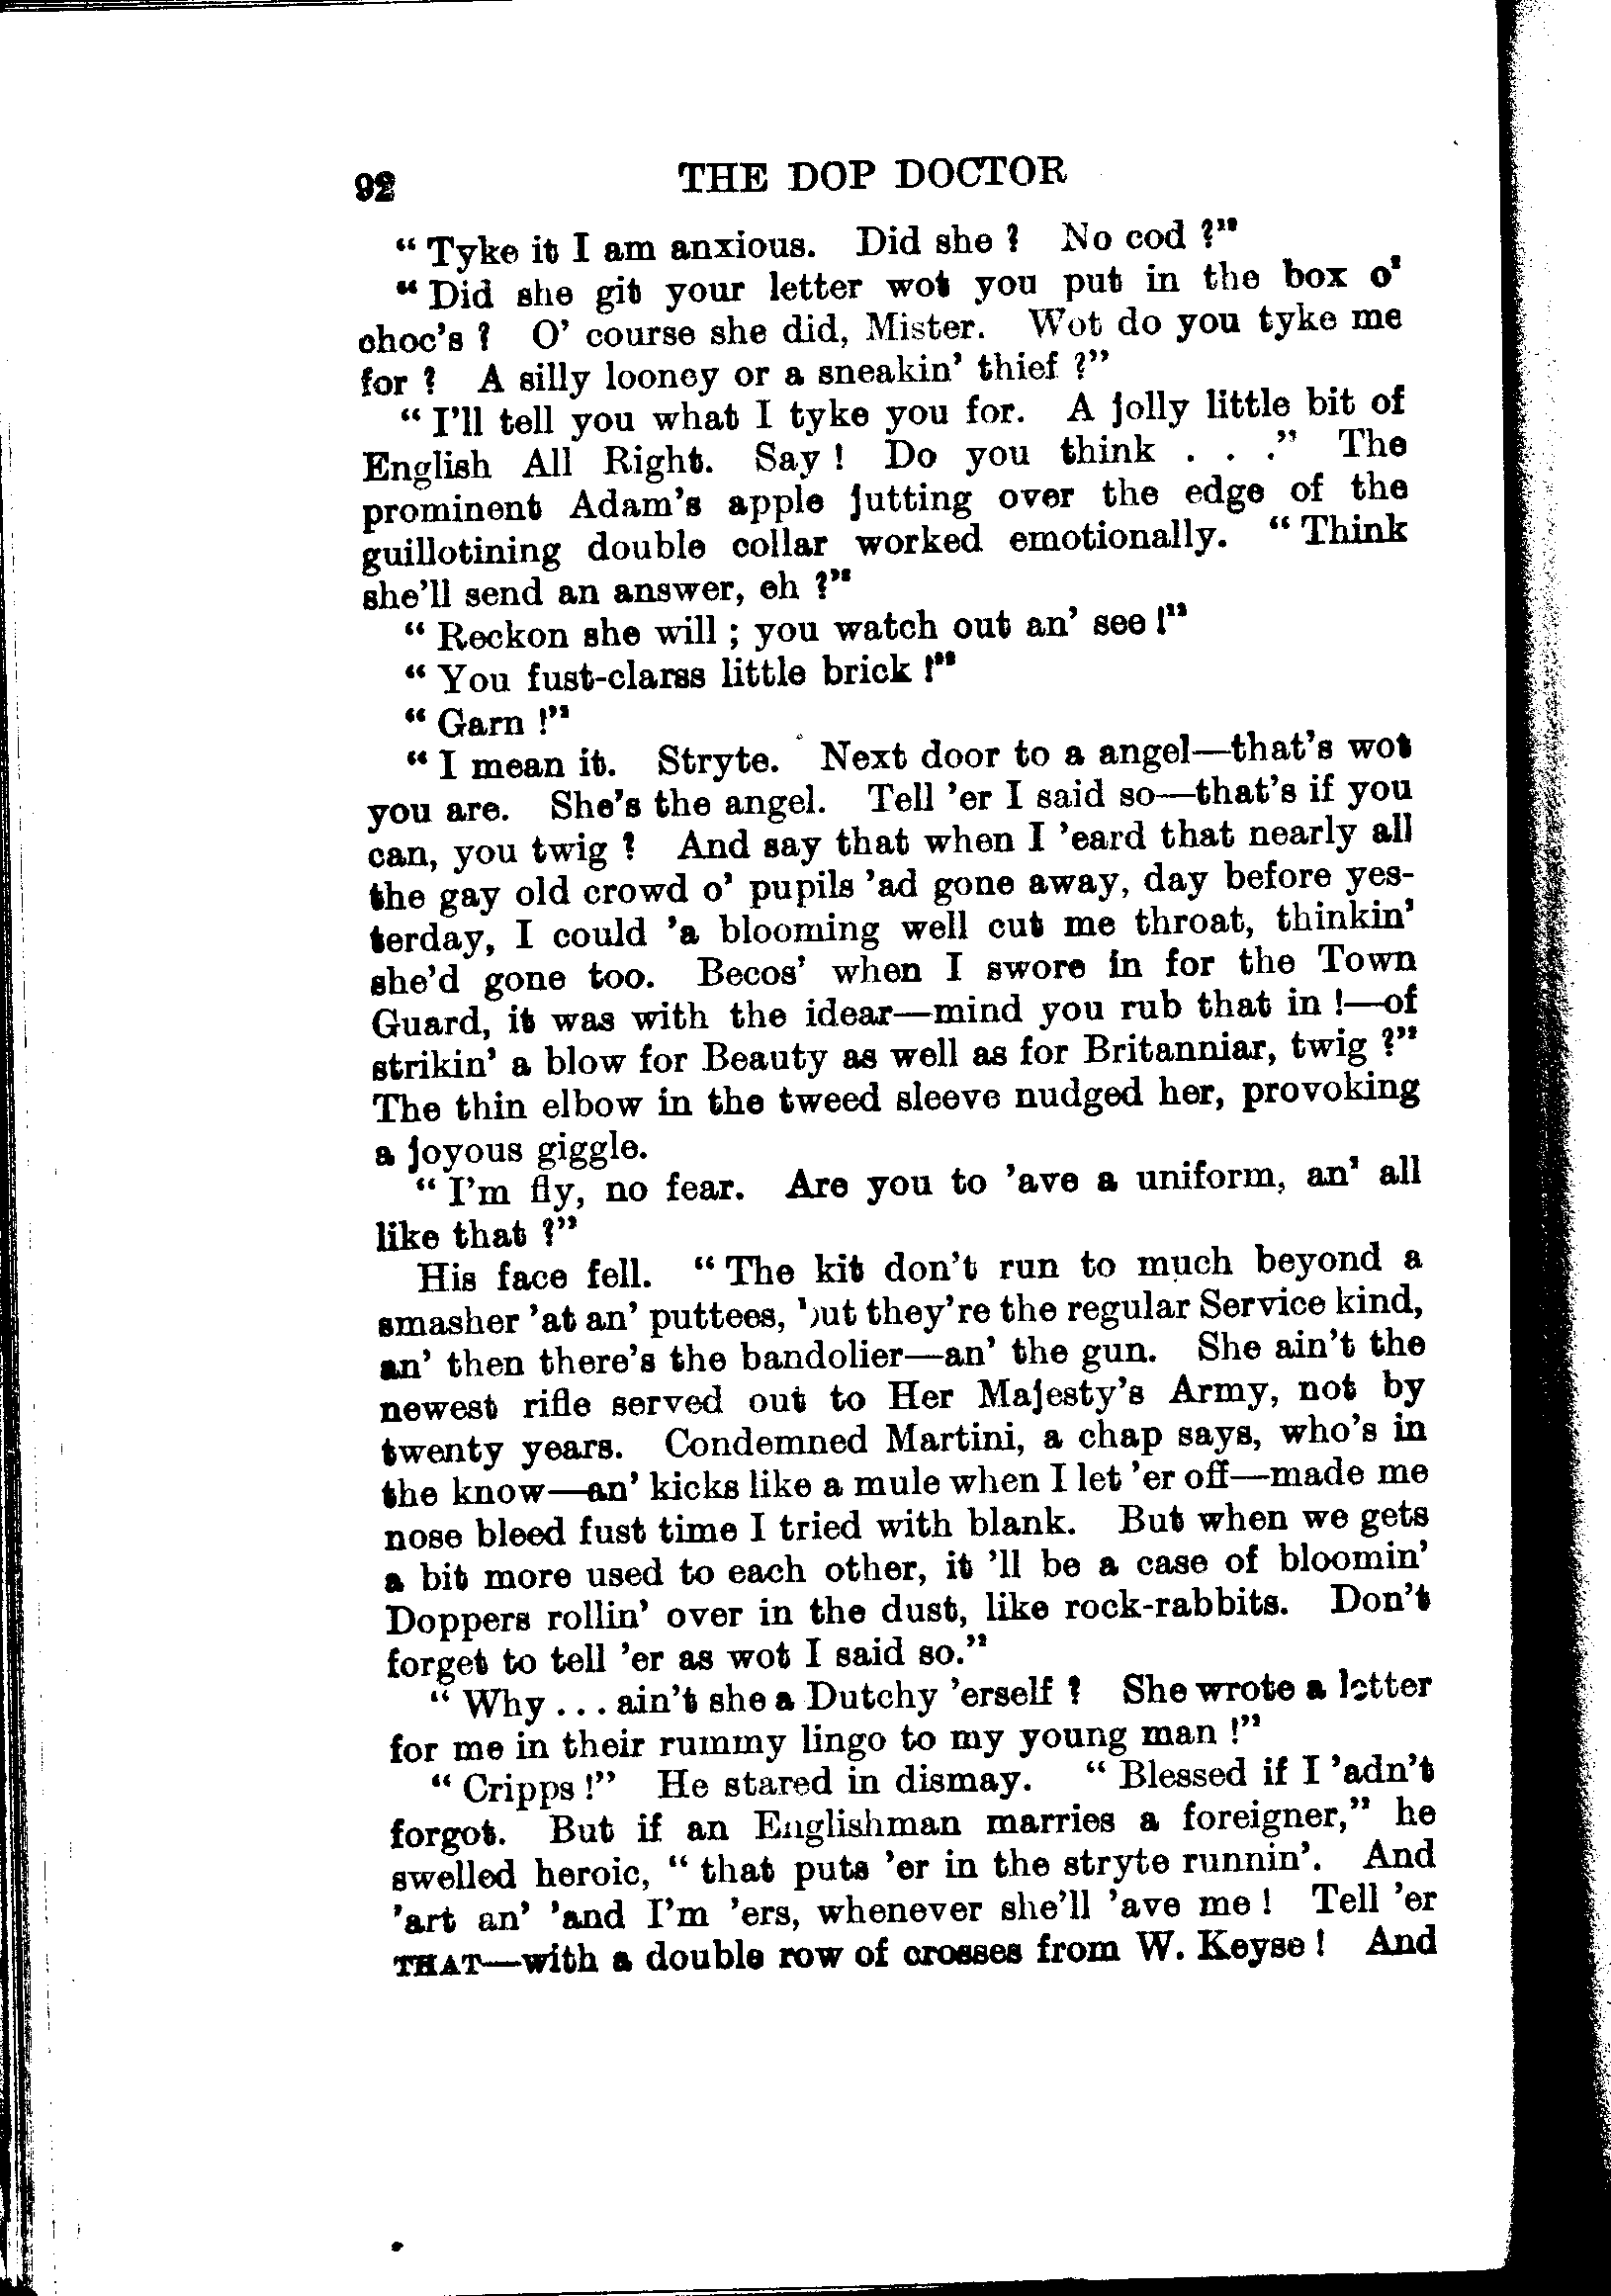 92 THE DOP DOCTOR
“ Tyke it I am anxious. Did she ? No cod ?”
“ Did she git your letter wot you put in the box o’
choc’s ? O’ course she did, Mister. Wot do you tyke me
for ? A silly looney or a sneakin’ thief ?”
“ I’ll tell you what I tyke you for. A jolly little bit of
English All Right. Say ! Do you think . . .” The
prominent Adam’s apple jutting over the edge of the
guillotining double collar worked emotionally. “ Think
she’ll send an answer, eh ?”
“ Reckon she will ; you watch out an’ see !”
“ You fust-clarss little brick !”
“ Garn !”
“ I mean it. Stryte. Next door to a angel—that’s wot
you are. She’s the angel. Tell ’er I said so—that’s if you
can, you twig ? And say that when I ’eard that nearly all
the gay old crowd o’ pupils ’ad gone away, day before yes-
terday, I could ’a blooming well cut me throat, thinkin’
she’d gone too. Becos’ when I swore in for the Town
Guard, it was with the idear—mind you rub that in !—of
strikin’ a blow for Beauty as well as for Britanniar, twig ?”
The thin elbow in the tweed sleeve nudged her, provoking
a joyous giggle.
“ I’m fly, no fear. Are you to ’ave a uniform, an’ all
like that ?”
His face fell. “ The kit don’t run to much beyond a
smasher ’at an’ puttees, but they’re the regular Service kind,
an’ then there’s the bandolier—an’ the gun. She ain’t the
newest rifle served out to Her Majesty’s Army, not by
twenty years. Condemned Martini, a chap says, who’s in
the know—an’ kicks like a mule when I let ’er off—made me
nose bleed fust time I tried with blank. But when we gets
a bit more used to each other, it ’ll be a case of bloomin’
Doppers rollin’ over in the dust, like rock-rabbits. Don’t
forget to tell ’er as wot I said so.”
“ Why . . . ain’t she a Dutchy ’erself ? She wrote a letter
for me in their rummy lingo to my young man !”
“ Cripps !” He stared in dismay. “ Blessed if I ’adn’t
forgot. But if an Englishman marries a foreigner,” he
swelled heroic, “ that puts ’er in the stryte runnin’. And
’art an’ ’and I’m ’ers, whenever she’ll ’ave me ! Tell ’er
THAT—with a double row of crosses from W. Keyse ! And